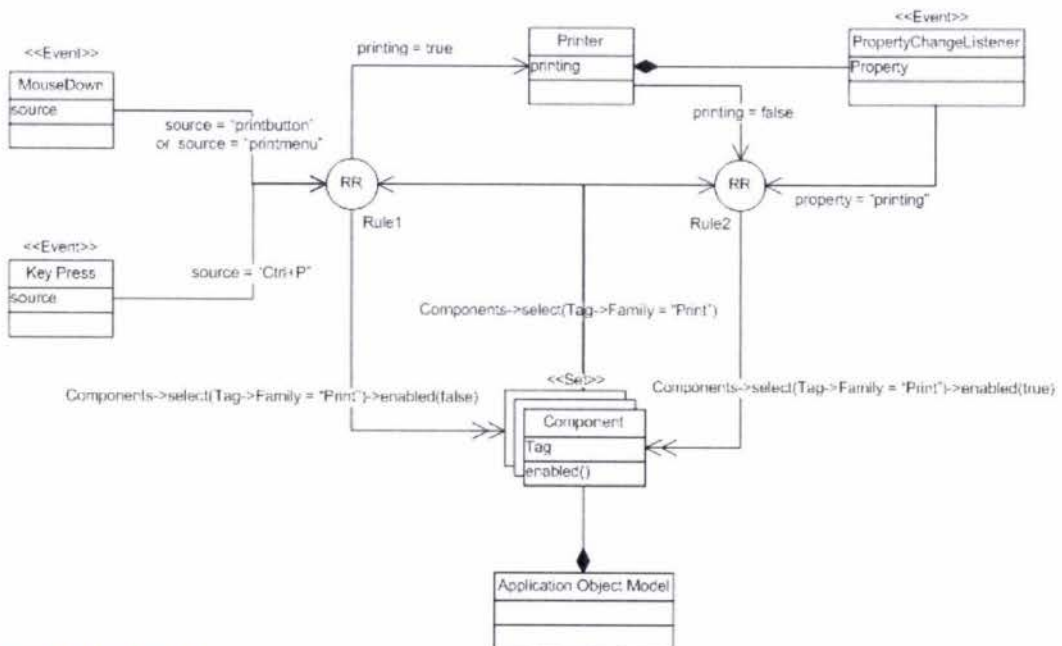 <<Event>>
MouseDown
source
source = "printbutton"
or source = "printmenu"
<<Event>>
Key Press
source
source = "Ctrl+P"
printing = true
Printer
printing
<<Event>>
PropertyChangeListener
Property
printing = false
RR
Rule1
RR
Rule2
property = "printing"
Components->select(Tag->Family = "Print")
Components->select(Tag->Family = "Print")->enabled(false)
<<Set>>
Components->select(Tag->Family = "Print")->enabled(true)
Component
Tag
enabled()
Application Object Model